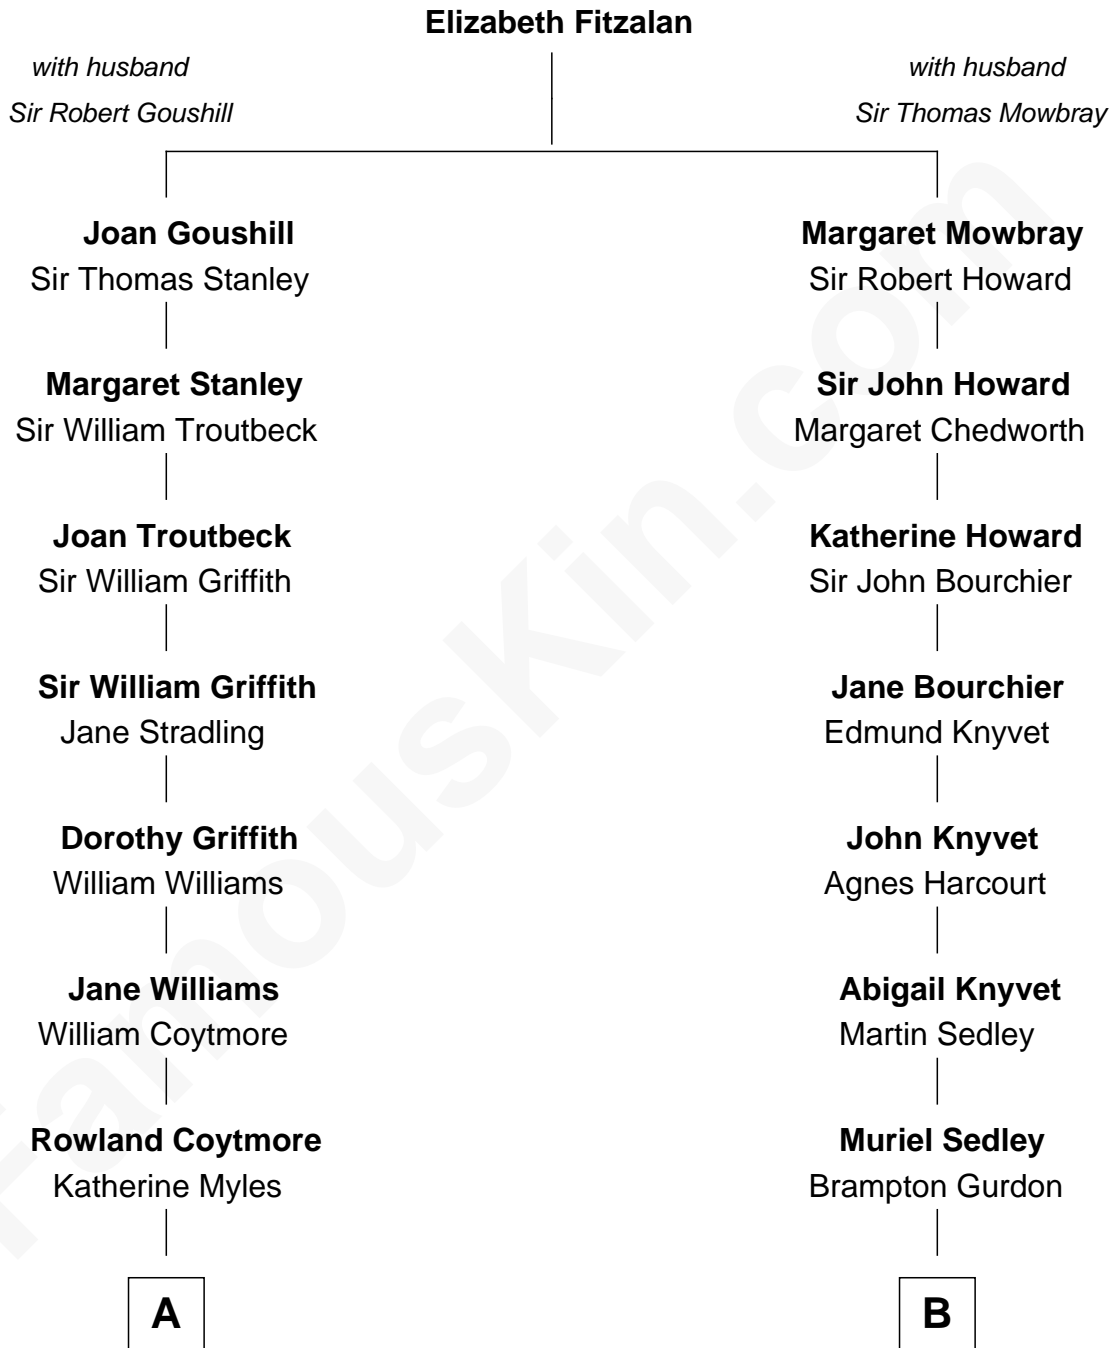 Elizabeth Fitzalan
with husband
Sir Robert Goushill
with husband
Sir Thomas Mowbray
Joan Goushill
Sir Thomas Stanley
Margaret Mowbray
Sir Robert Howard
Margaret Stanley
Sir William Troutbeck
Sir John Howard
Margaret Chedworth
Joan Troutbeck
Sir William Griffith
Katherine Howard
Sir John Bourchier
Sir William Griffith
Jane Stradling
Jane Bourchier
Edmund Knyvet
Dorothy Griffith
William Williams
John Knyvet
Agnes Harcourt
Jane Williams
William Coytmore
Abigail Knyvet
Martin Sedley
Rowland Coytmore
Katherine Myles
Muriel Sedley
Brampton Gurdon
A
B
FamousKin.com